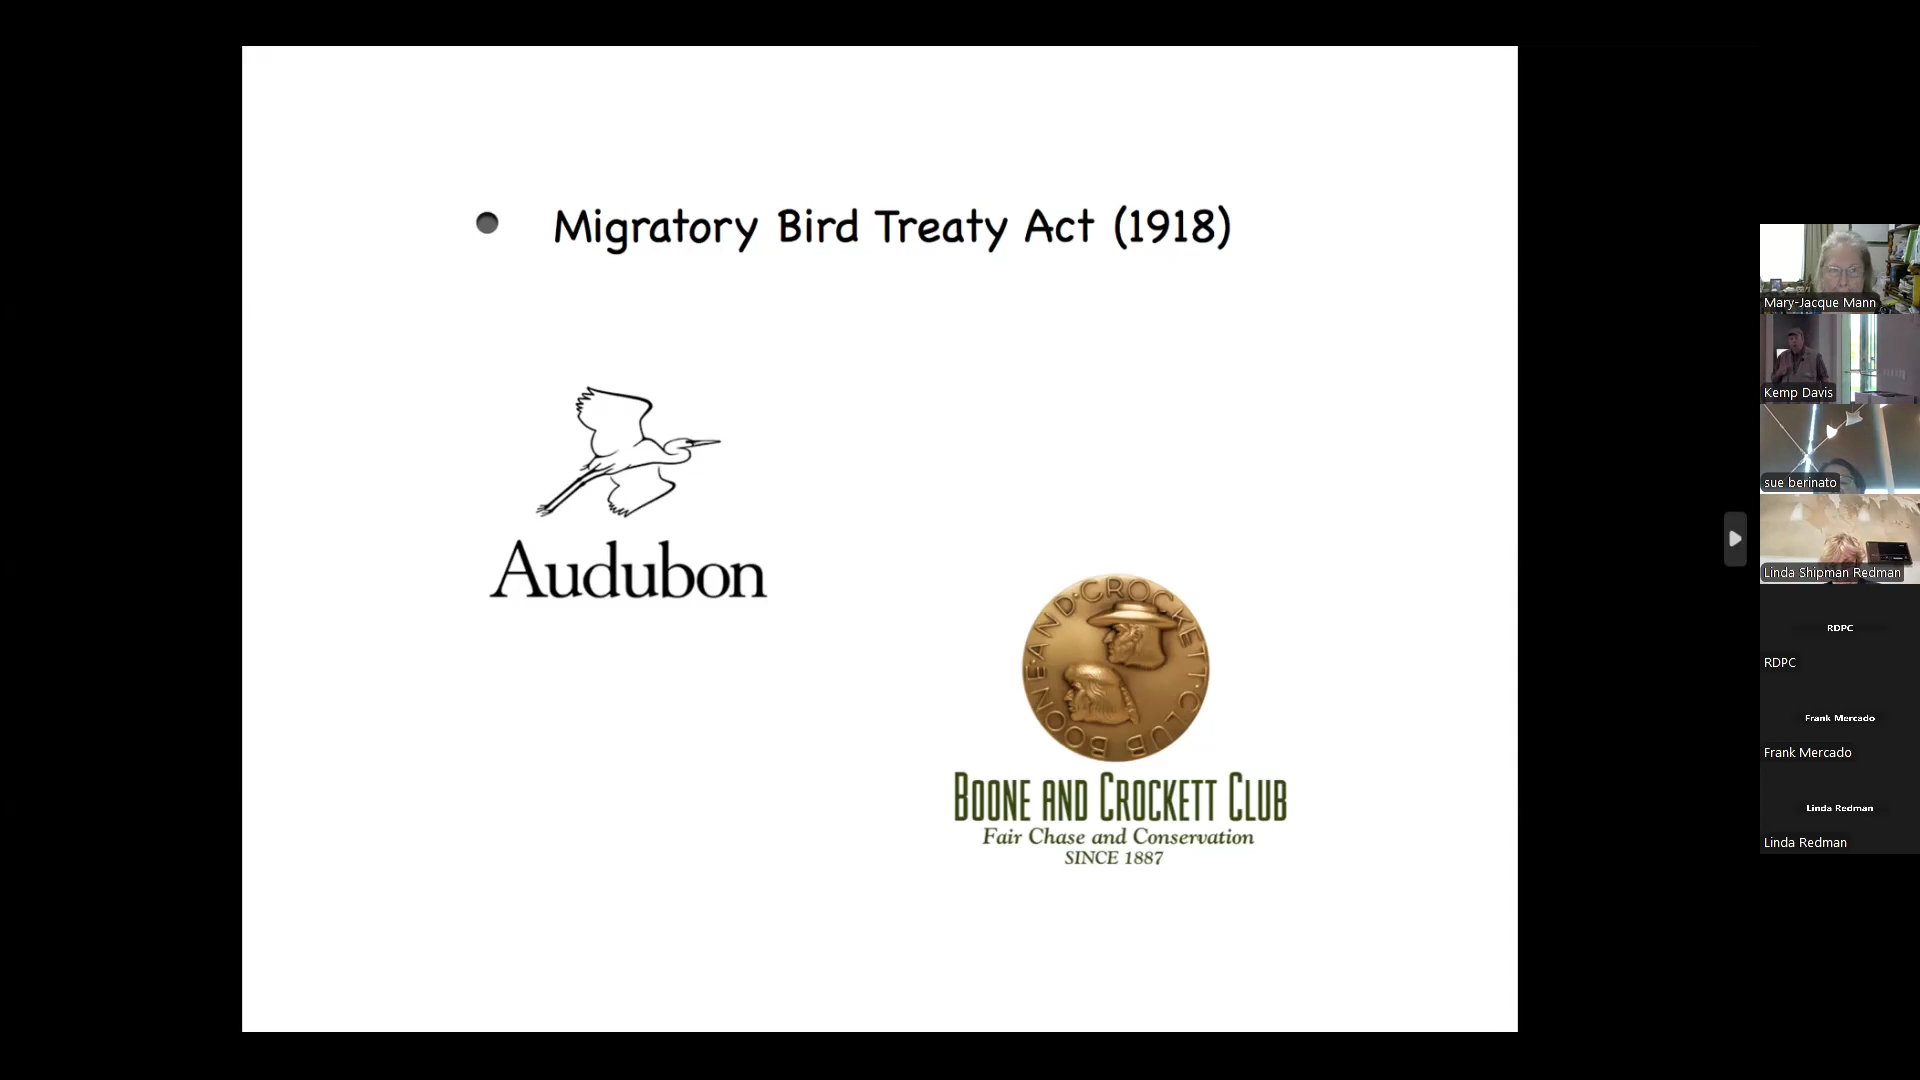 Migratory Bird Treaty Act (1918)
Audubon
BOONE AND CROCKETT CLUB
BOONE AND CROCKETT CLUB
Fair Chase and Conservation
SINCE 1887
Mary-Jacque Mann
Kemp Davis
sue berinato
Linda Shipman Redman
RDPC
RDPC
Frank Mercado
Frank Mercado
Linda Redman
Linda Redman